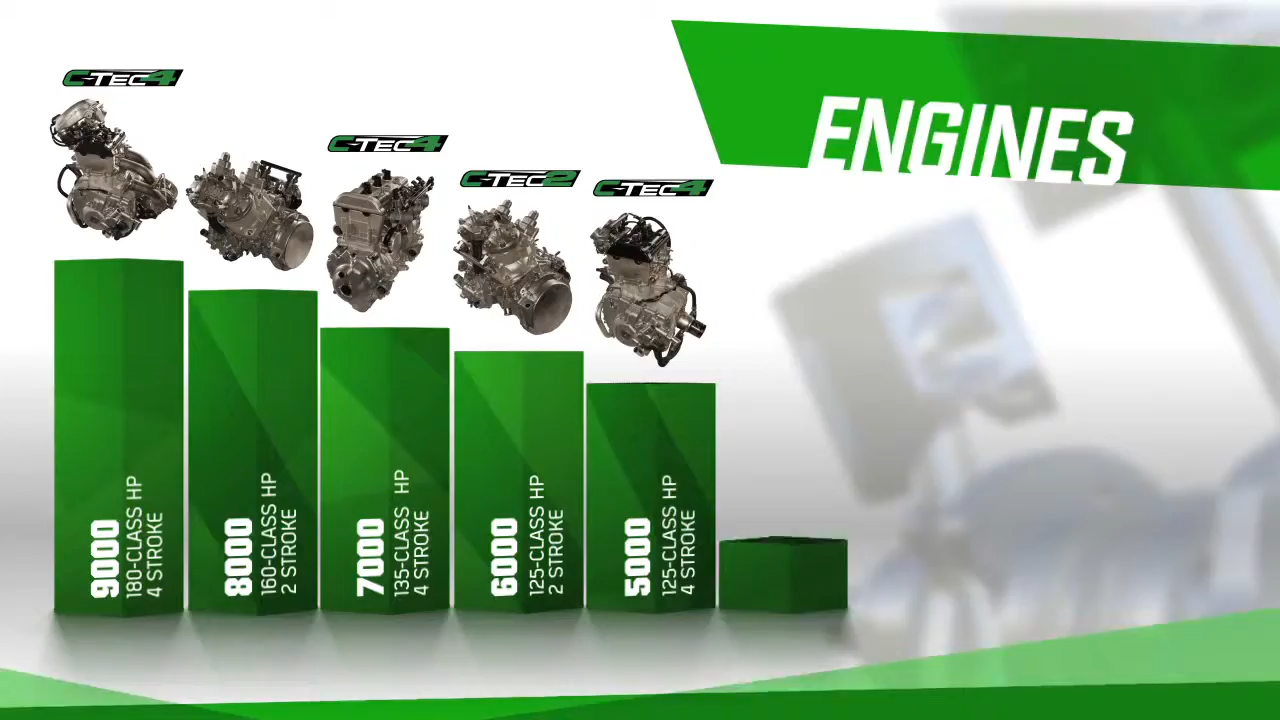 ENGINES
C-TEC4
C-TEC4
C-TEC2
C-TEC4
9000
180-CLASS HP
4 STROKE
8000
160-CLASS HP
2 STROKE
7000
135-CLASS HP
4 STROKE
6000
125-CLASS HP
2 STROKE
5000
125-CLASS HP
4 STROKE